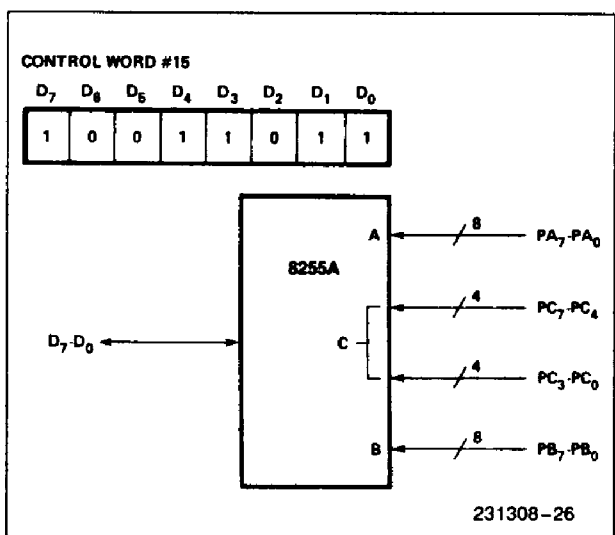 CONTROL WORD #15
D7 D6 D5 D4 D3 D2 D1 D0
1 0 0 1 1 0 1 1
A 8 PA7-PA0
8255A
4 PC7-PC4
D7-D0 C
4 PC3-PC0
B 8 PB7-PB0
231308-26